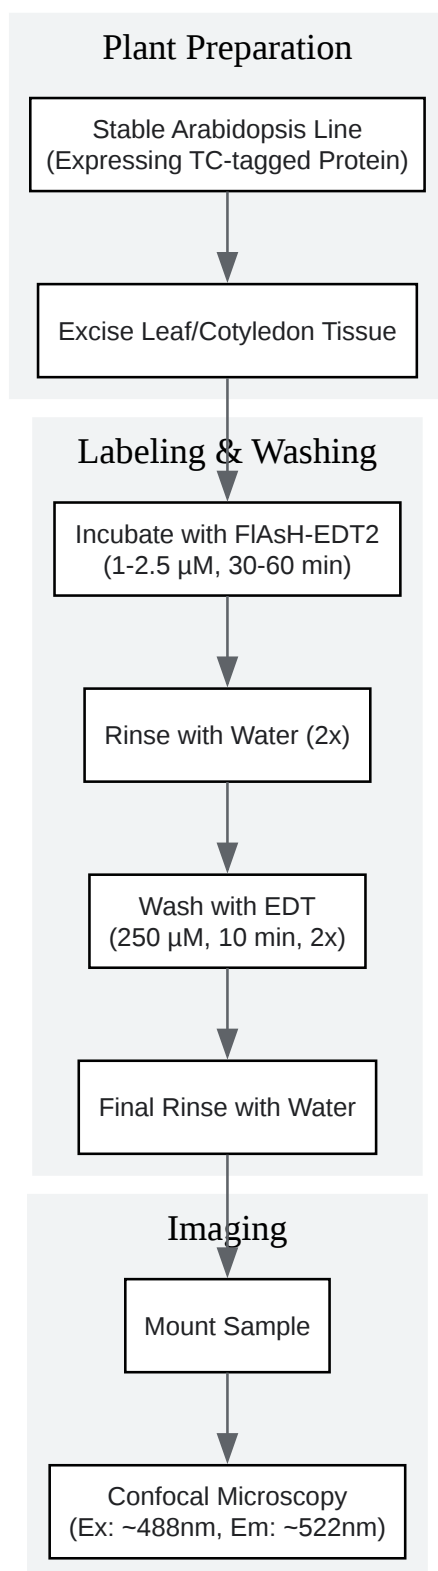 Plant Preparation
Stable Arabidopsis Line
(Expressing TC-tagged Protein)
Excise Leaf/Cotyledon Tissue
Labeling & Washing
Incubate with FlAsH-EDT2
(1-2.5 µM, 30-60 min)
Rinse with Water (2x)
Wash with EDT
(250 µM, 10 min, 2x)
Final Rinse with Water
Imaging
Mount Sample
Confocal Microscopy
(Ex: ~488nm, Em: ~522nm)